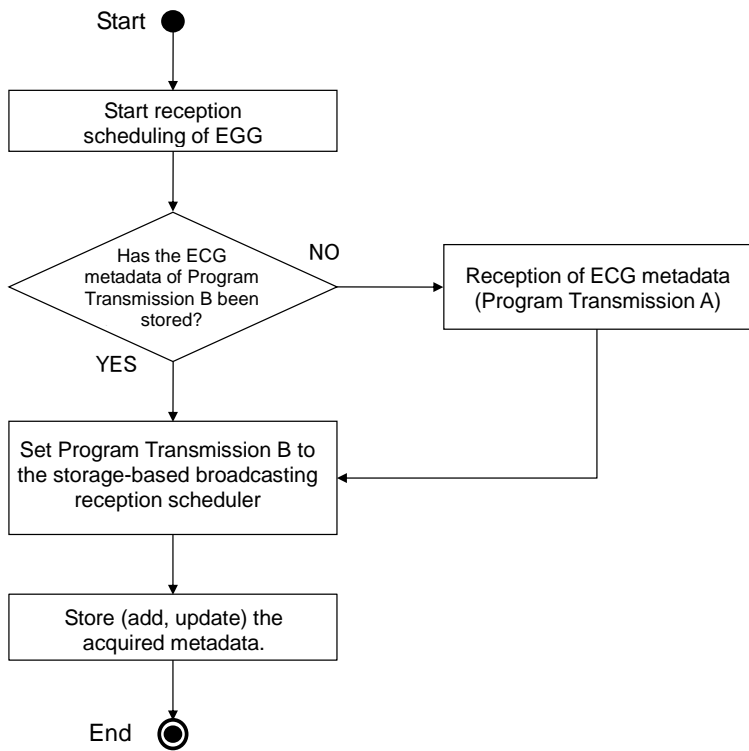 Start
Start reception
scheduling of EGG
Has the ECG
metadata of Program
Transmission B been
stored?
NO
Reception of ECG metadata
(Program Transmission A)
YES
Set Program Transmission B to
the storage-based broadcasting
reception scheduler
Store (add, update) the
acquired metadata.
End